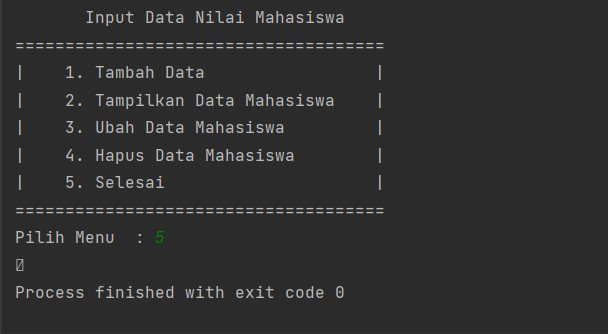 Input Data Nilai Mahasiswa
=====================================
|    1. Tambah Data                 |
|    2. Tampilkan Data Mahasiswa    |
|    3. Ubah Data Mahasiswa         |
|    4. Hapus Data Mahasiswa        |
|    5. Selesai                     |
=====================================
Pilih Menu  : 5
Process finished with exit code 0